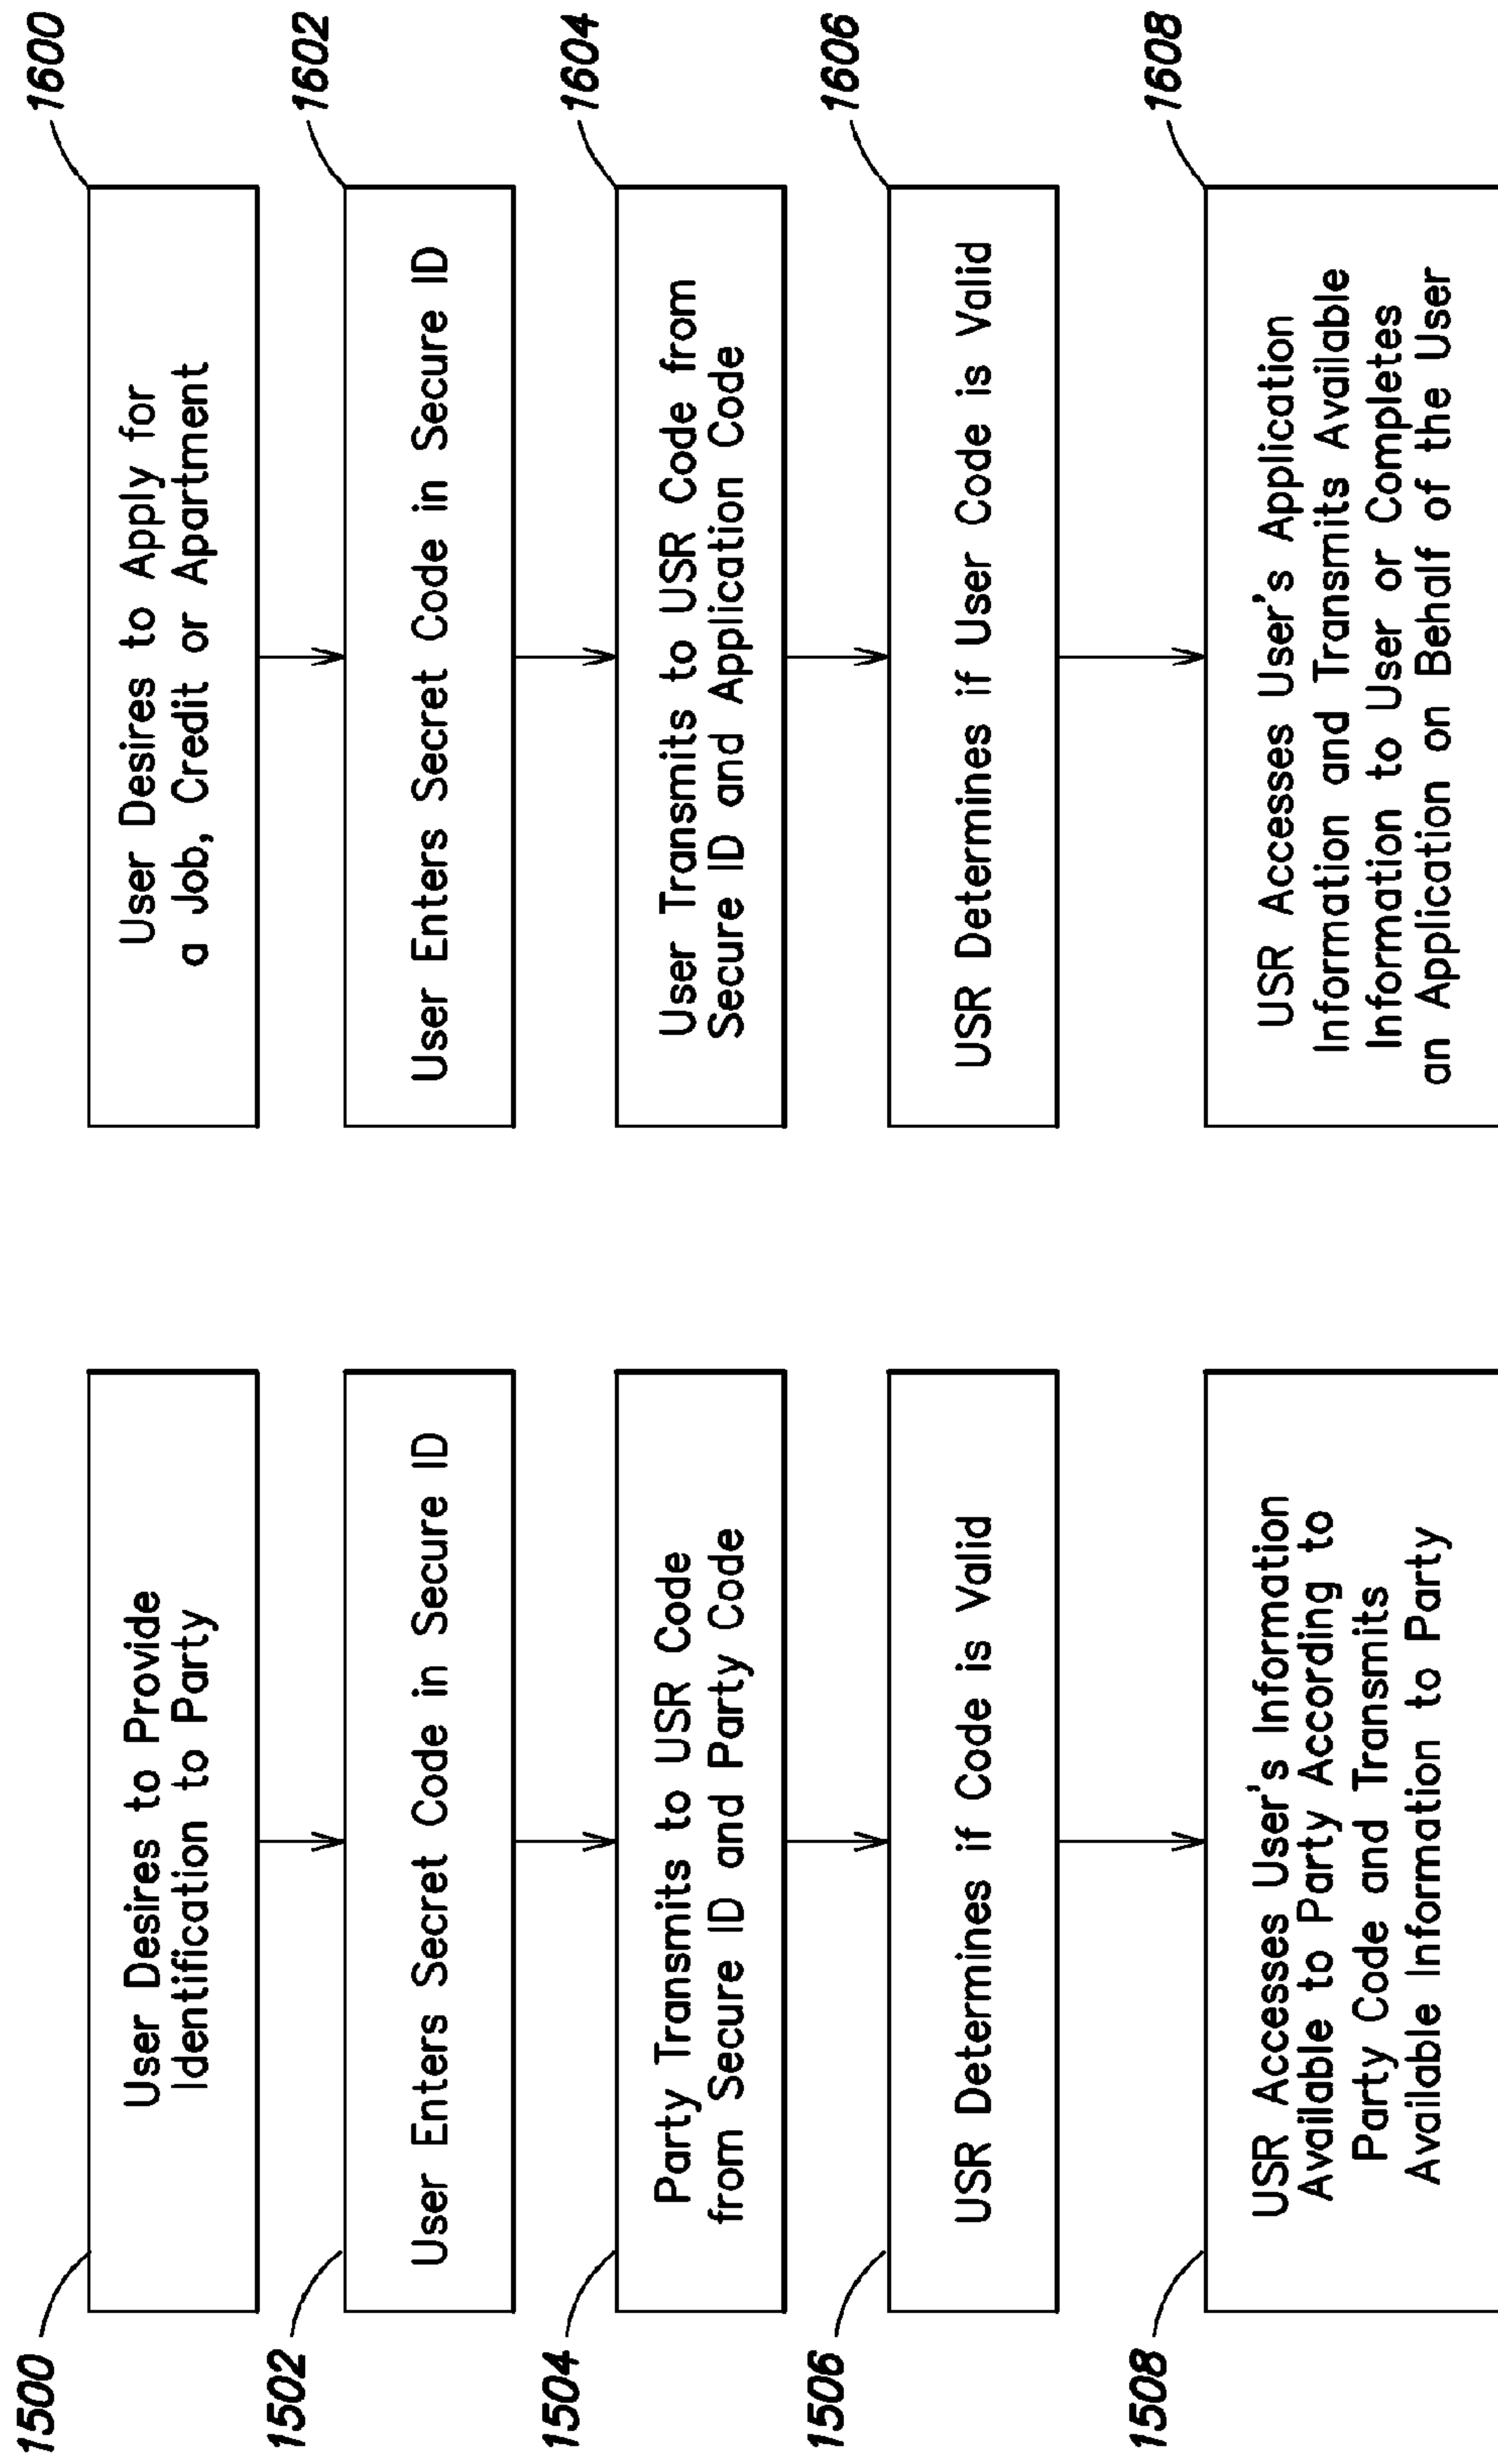 1500
User Desires to Provide
Identification to Party
1502
User Enters Secret Code in Secure ID
1504
Party Transmits to USR Code
from Secure ID and Party Code
1506
USR Determines if Code is Valid
1508
USR Accesses User's Information
Available to Party According to
Party Code and Transmits
Available Information to Party
1600
User Desires to Apply for
a Job, Credit or Apartment
1602
User Enters Secret Code in Secure ID
1604
User Transmits to USR Code from
Secure ID and Application Code
1606
USR Determines if User Code is Valid
1608
USR Accesses User's Application
Information and Transmits Available
Information to User or Completes
an Application on Behalf of the User